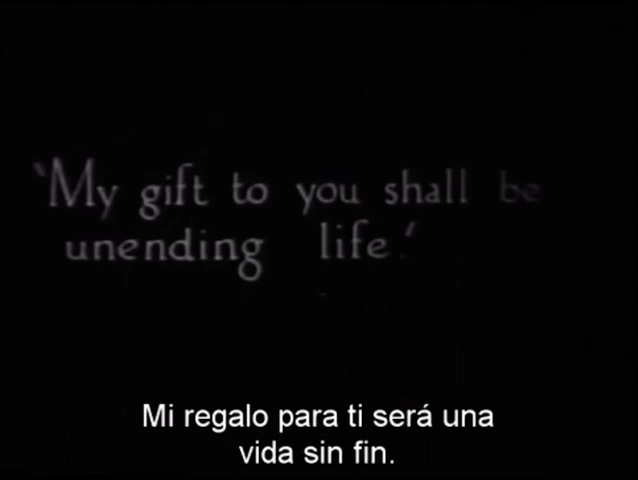 'My gift to you shall be
unending life.'
Mi regalo para ti será una
vida sin fin.